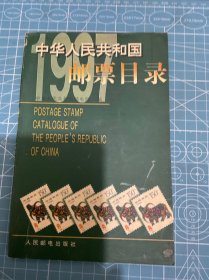 1997
中华人民共和国
邮票目录
POSTAGE STAMP
CATALOGUE OF
THE PEOPLE'S REPUBLIC
OF CHINA
人民邮电出版社